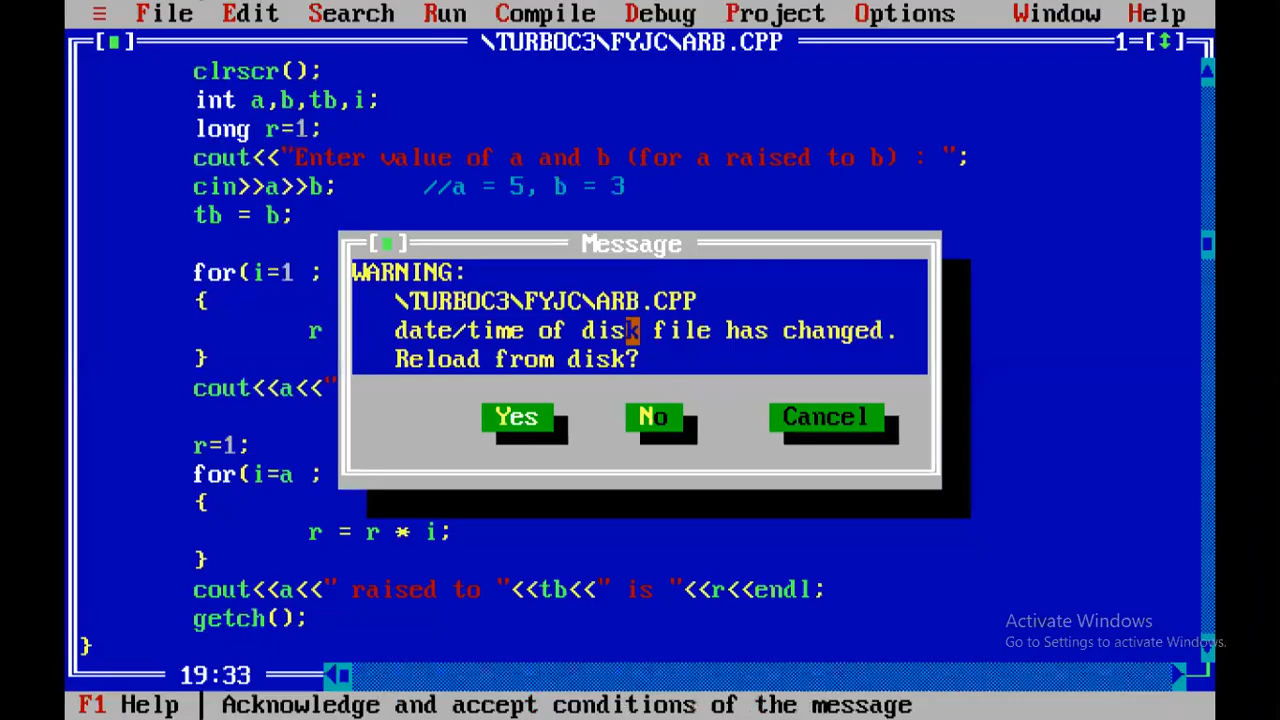 ≡ File Edit Search Run Compile Debug Project Options Window Help
[■] \TURBOC3\FYJC\ARB.CPP 1=[↕]
clrscr();
int a,b,tb,i;
long r=1;
cout<<"Enter value of a and b (for a raised to b) : ";
cin>>a>>b; //a = 5, b = 3
tb = b;
[■] Message
for(i=1 ;
WARNING:
{
\TURBOC3\FYJC\ARB.CPP
r
date/time of disk file has changed.
}
Reload from disk?
cout<<a<<"
Yes No Cancel
r=1;
for(i=a ;
{
r = r * i;
}
cout<<a<<" raised to "<<tb<<" is "<<r<<endl;
getch();
}
Activate Windows
Go to Settings to activate Windows.
19:33
F1 Help | Acknowledge and accept conditions of the message